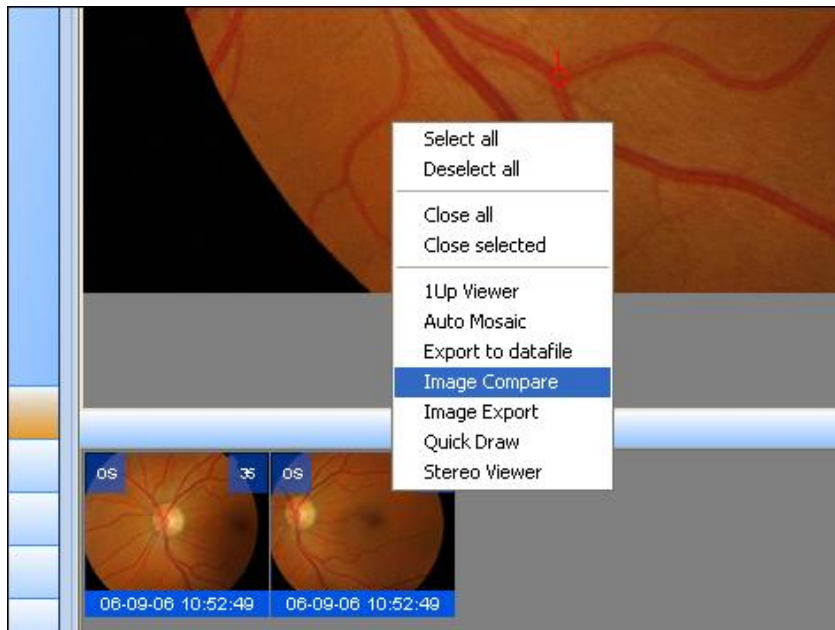 Select all
Deselect all
Close all
Close selected
1Up Viewer
Auto Mosaic
Export to datafile
Image Compare
Image Export
Quick Draw
Stereo Viewer
OS 35 OS
06-09-06 10:52:49 06-09-06 10:52:49